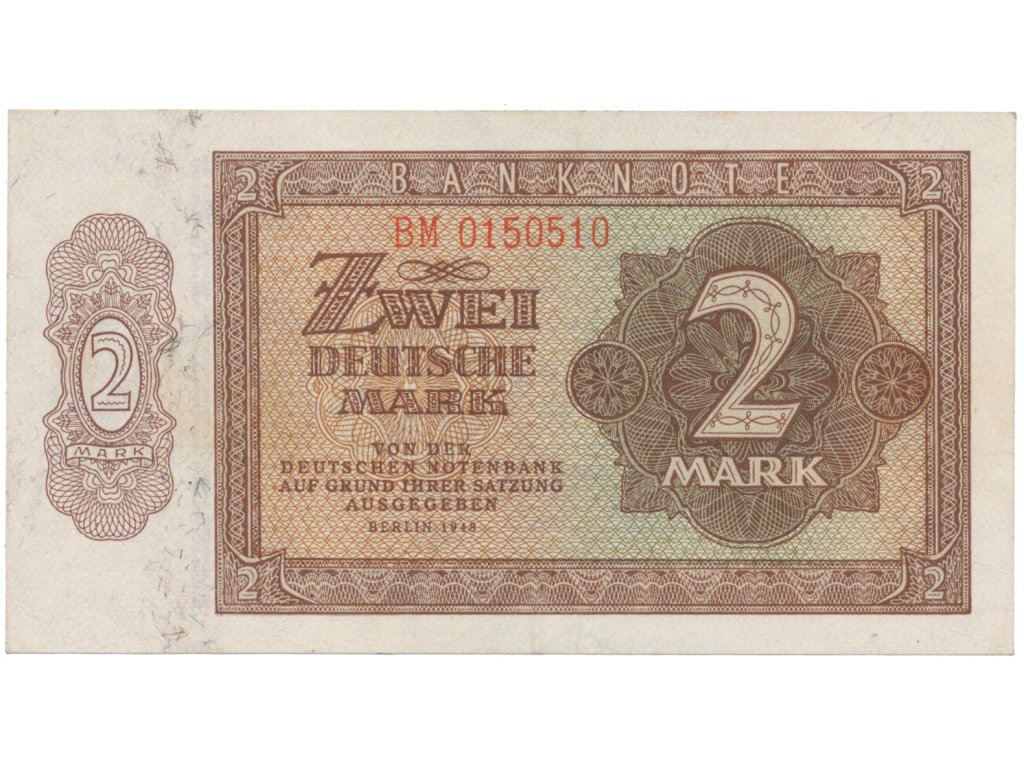 2 BANKNOTE 2
BM 0150510
ZWEI
DEUTSCHE
MARK
VON DER
DEUTSCHEN NOTENBANK
AUF GRUND IHRER SATZUNG
AUSGEGEBEN
BERLIN 1948
2
MARK
2
MARK
2 2